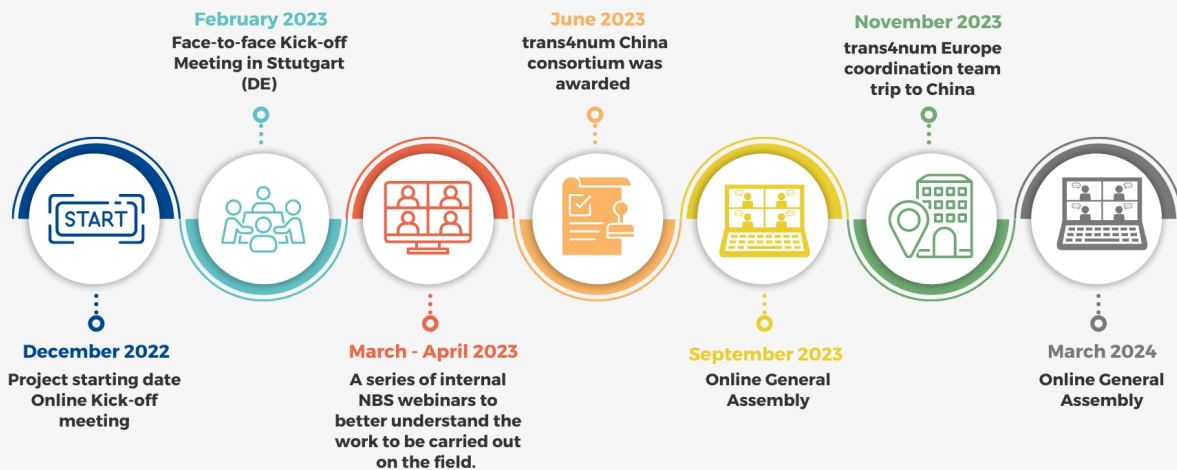 February 2023
Face-to-face Kick-off
Meeting in Sttutgart
(DE)
June 2023
trans4num China
consortium was
awarded
November 2023
trans4num Europe
coordination team
trip to China
START
December 2022
Project starting date
Online Kick-off
meeting
March - April 2023
A series of internal
NBS webinars to
better understand the
work to be carried out
on the field.
September 2023
Online General
Assembly
March 2024
Online General
Assembly